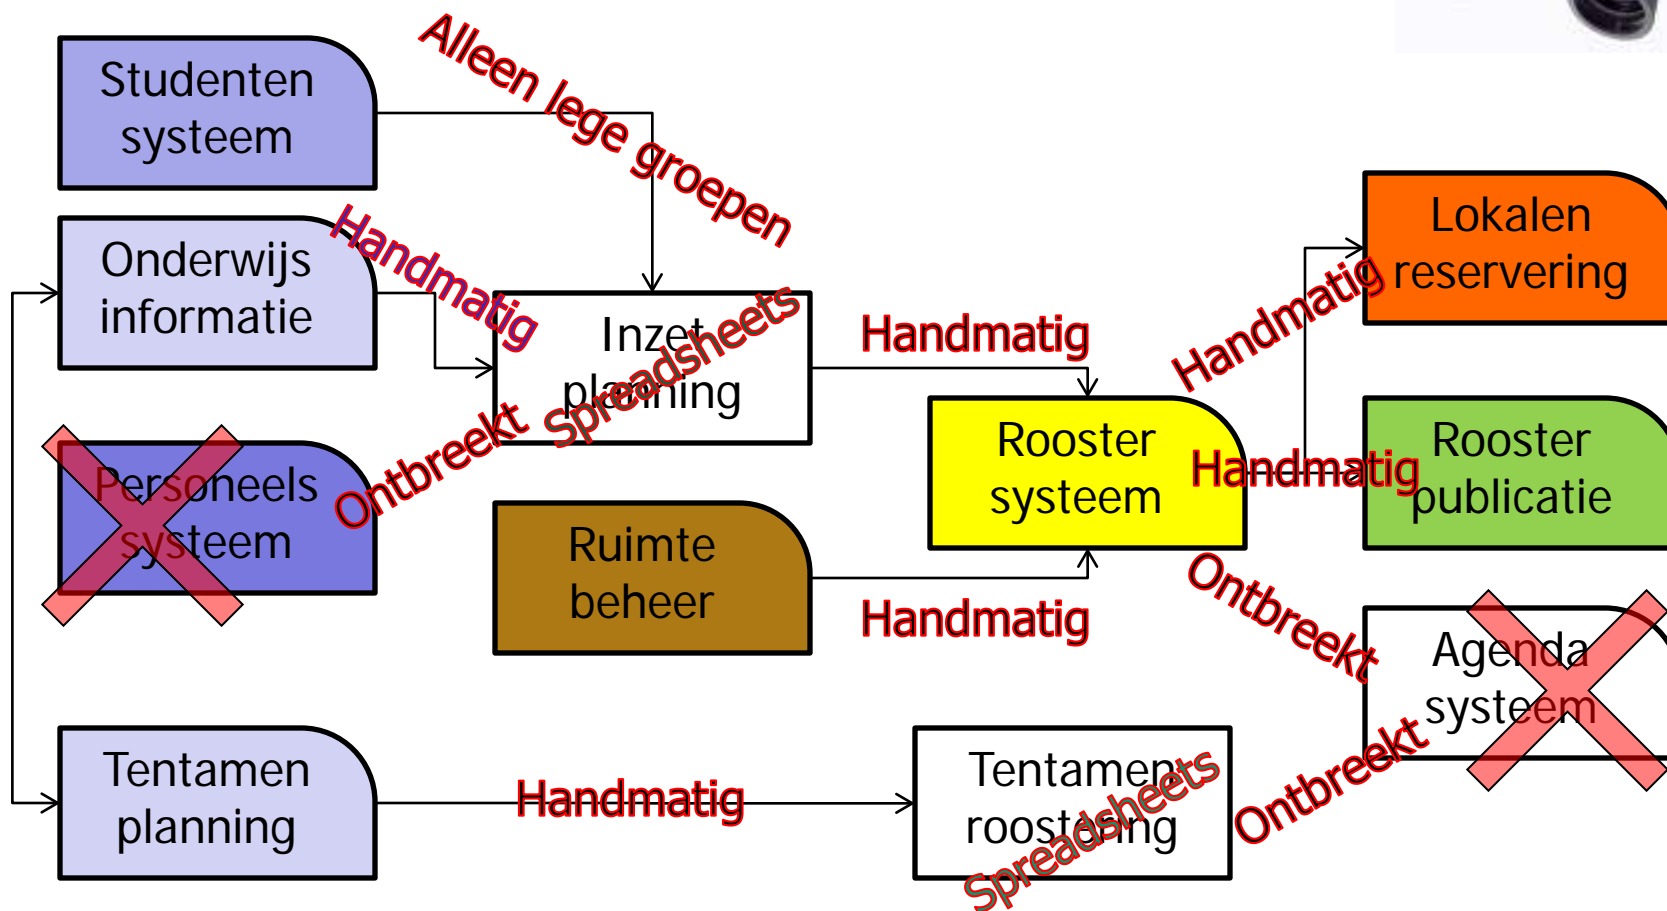 Studenten
systeem
Alleen lege groepen
Onderwijs
informatie
Handmatig
Inzet
planning
Spreadsheets
Handmatig
Lokalen
reservering
Handmatig
Personeels
systeem
Ontbreekt
Rooster
systeem
Handmatig
Rooster
publicatie
Ruimte
beheer
Handmatig
Ontbreekt
Agenda
systeem
Tentamen
planning
Handmatig
Tentamen
roostering
Spreadsheets
Ontbreekt